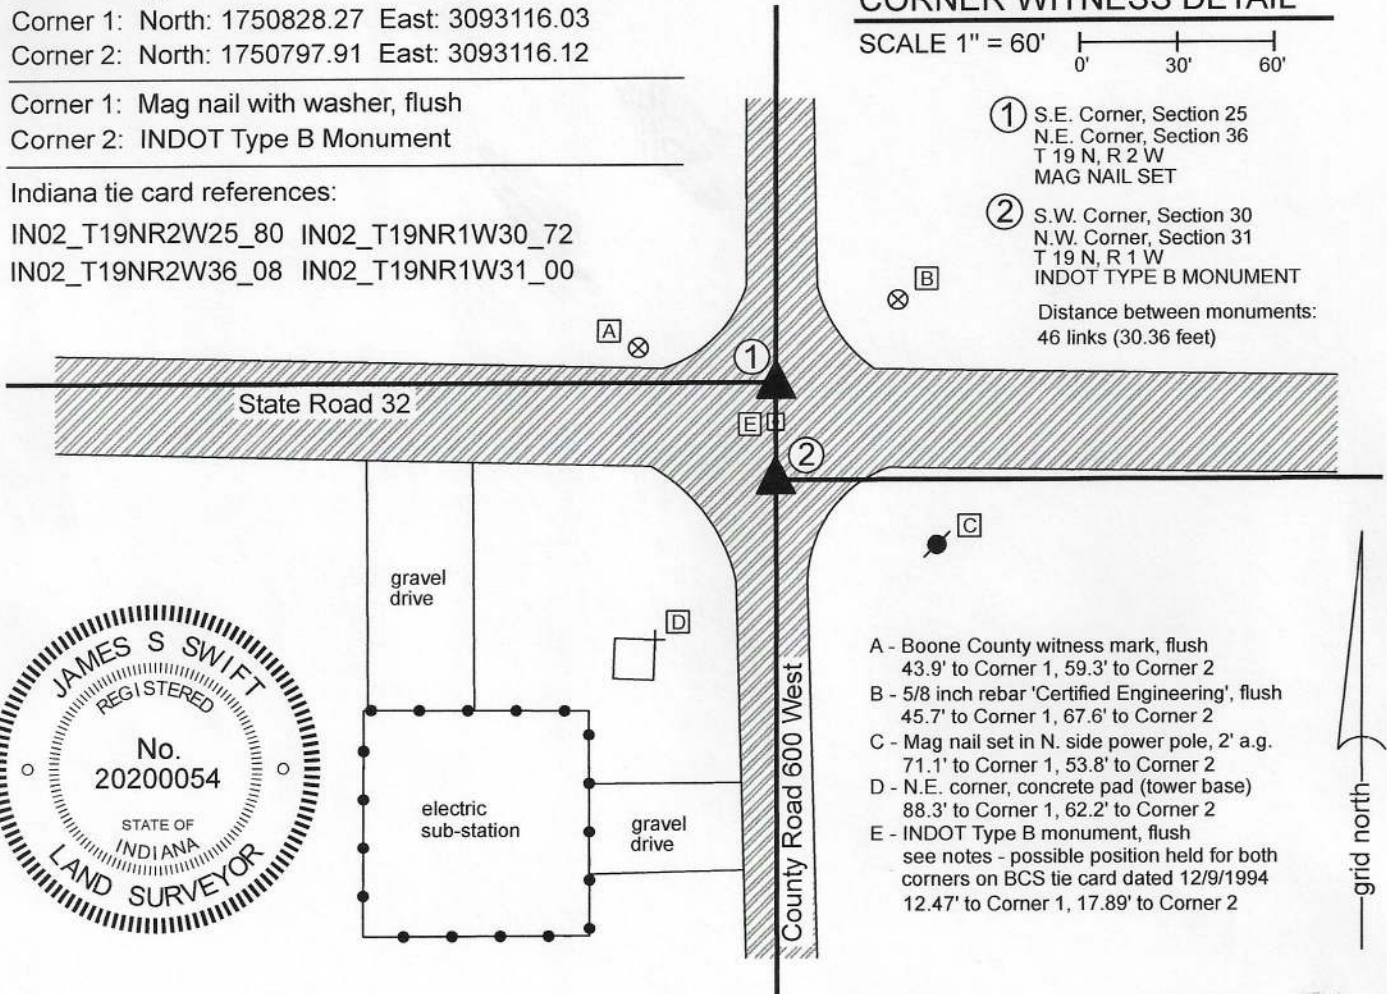 Corner 1: North: 1750828.27 East: 3093116.03
Corner 2: North: 1750797.91 East: 3093116.12
Corner 1: Mag nail with washer, flush
Corner 2: INDOT Type B Monument
Indiana tie card references:
IN02_T19NR2W25_80 IN02_T19NR1W30_72
IN02_T19NR2W36_08 IN02_T19NR1W31_00
CORNER WITNESS DETAIL
SCALE 1" = 60'
0' 30' 60'
1 S.E. Corner, Section 25
N.E. Corner, Section 36
T 19 N, R 2 W
MAG NAIL SET
2 S.W. Corner, Section 30
N.W. Corner, Section 31
T 19 N, R 1 W
INDOT TYPE B MONUMENT
Distance between monuments:
46 links (30.36 feet)
A
B
1
State Road 32
E
2
C
gravel
drive
D
electric
sub-station
gravel
drive
County Road 600 West
A - Boone County witness mark, flush
43.9' to Corner 1, 59.3' to Corner 2
B - 5/8 inch rebar 'Certified Engineering', flush
45.7' to Corner 1, 67.6' to Corner 2
C - Mag nail set in N. side power pole, 2' a.g.
71.1' to Corner 1, 53.8' to Corner 2
D - N.E. corner, concrete pad (tower base)
88.3' to Corner 1, 62.2' to Corner 2
E - INDOT Type B monument, flush
see notes - possible position held for both
corners on BCS tie card dated 12/9/1994
12.47' to Corner 1, 17.89' to Corner 2
grid north
JAMES S SWIFT
REGISTERED
No.
20200054
STATE OF
INDIANA
LAND SURVEYOR